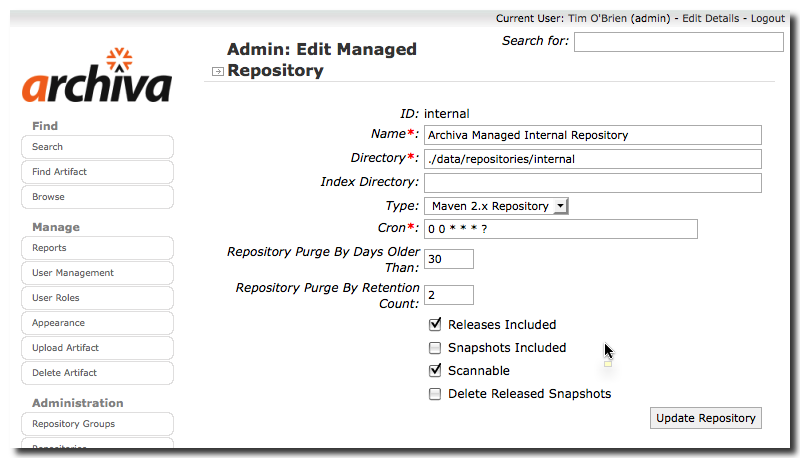 Current User: Tim O'Brien (admin) - Edit Details - Logout
Search for:
archiva
Admin: Edit Managed
Repository
Find
Search
Find Artifact
Browse
Manage
Reports
User Management
User Roles
Appearance
Upload Artifact
Delete Artifact
Administration
Repository Groups
Repositories
ID: internal
Name*: Archiva Managed Internal Repository
Directory*: ./data/repositories/internal
Index Directory:
Type: Maven 2.x Repository
Cron*: 0 0 * * * ?
Repository Purge By Days Older
Than: 30
Repository Purge By Retention
Count: 2
Releases Included
Snapshots Included
Scannable
Delete Released Snapshots
Update Repository